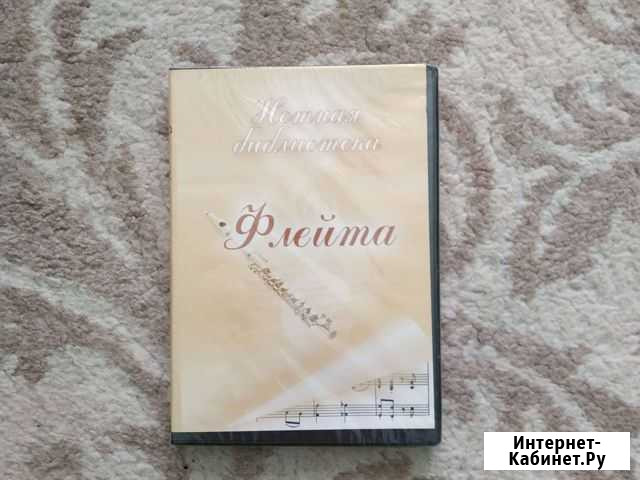 Нотная
библиотека
Флейта
Интернет-
Кабинет.Ру